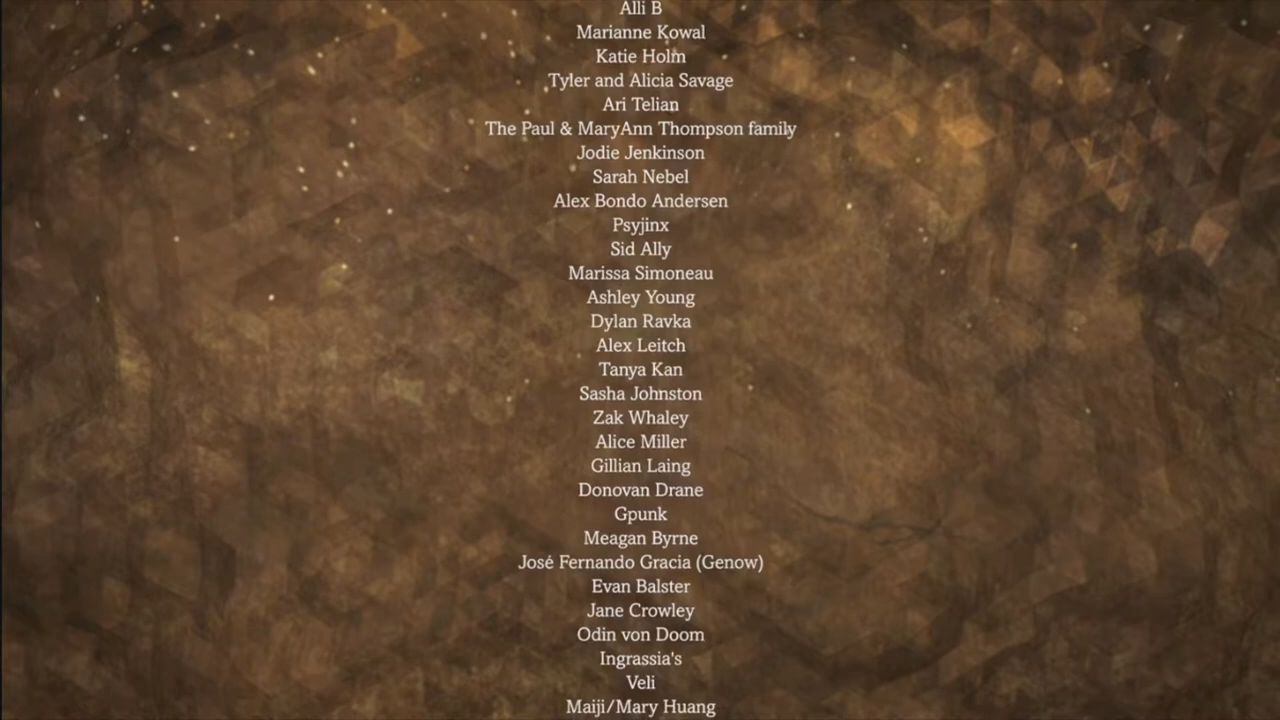 Alli B
Marianne Kowal
Katie Holm
Tyler and Alicia Savage
Ari Telian
The Paul & MaryAnn Thompson family
Jodie Jenkinson
Sarah Nebel
Alex Bondo Andersen
Psyjinx
Sid Ally
Marissa Simoneau
Ashley Young
Dylan Ravka
Alex Leitch
Tanya Kan
Sasha Johnston
Zak Whaley
Alice Miller
Gillian Laing
Donovan Drane
Gpunk
Meagan Byrne
José Fernando Gracia (Genow)
Evan Balster
Jane Crowley
Odin von Doom
Ingrassia's
Veli
Maiji/Mary Huang